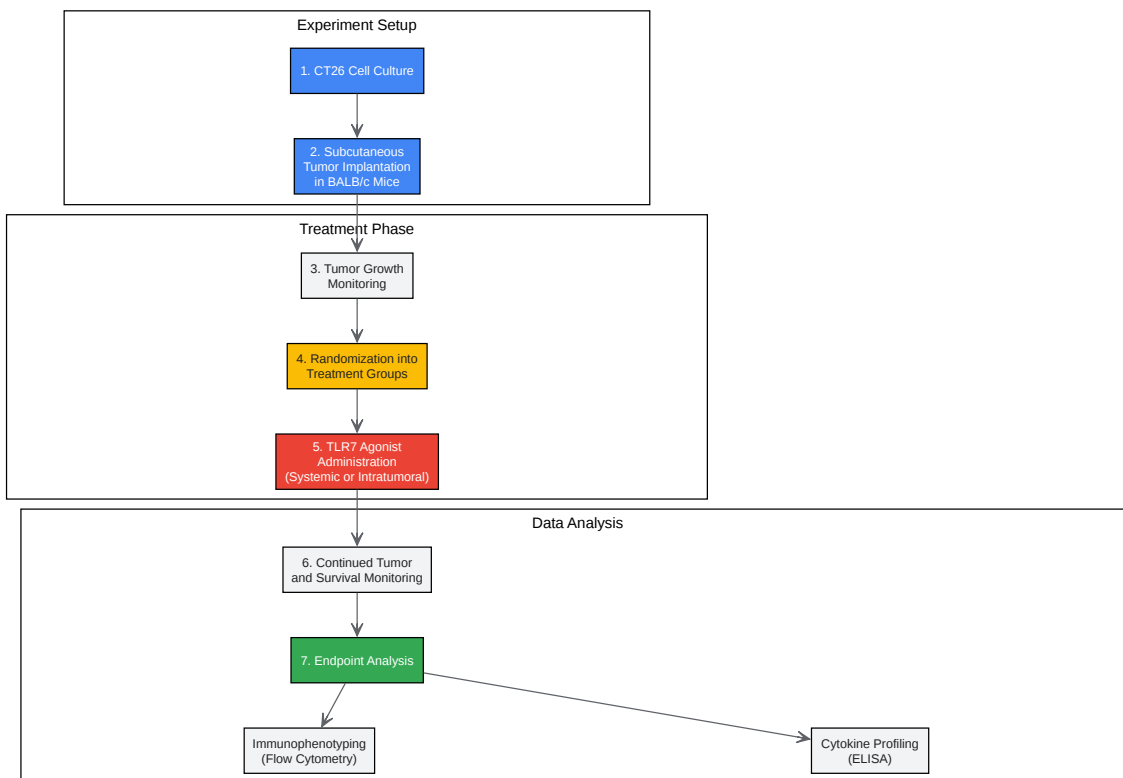 Experiment Setup
1. CT26 Cell Culture
2. Subcutaneous
Tumor Implantation
in BALB/c Mice
Treatment Phase
3. Tumor Growth
Monitoring
4. Randomization into
Treatment Groups
5. TLR7 Agonist
Administration
(Systemic or Intratumoral)
Data Analysis
6. Continued Tumor
and Survival Monitoring
7. Endpoint Analysis
Immunophenotyping
(Flow Cytometry)
Cytokine Profiling
(ELISA)